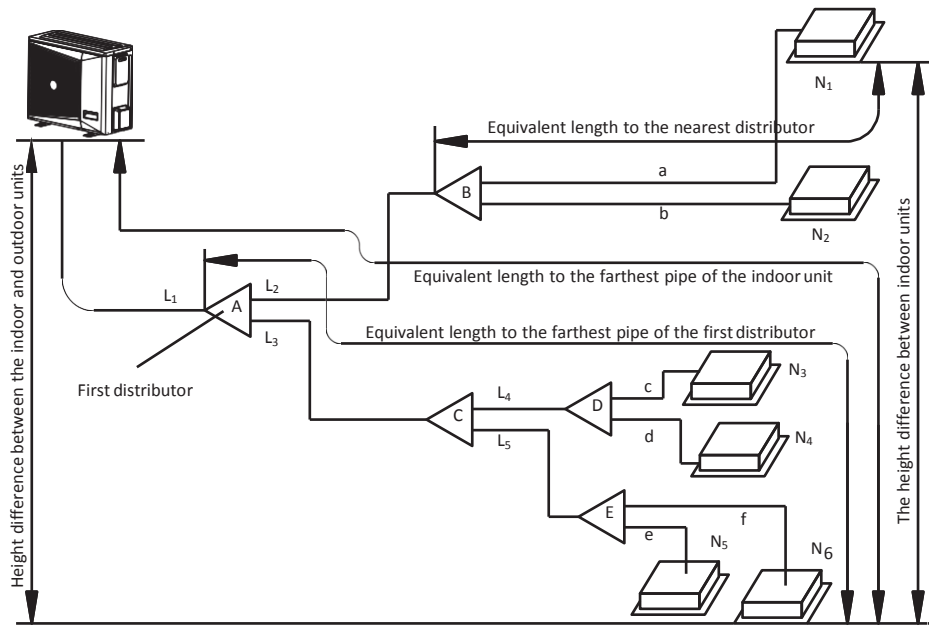 N1
Equivalent length to the nearest distributor
a
B
b
N2
Equivalent length to the farthest pipe of the indoor unit
L1
L2
A
L3
Equivalent length to the farthest pipe of the first distributor
First distributor
N3
c
L4
D
C
L5
d
N4
E
f
e
N5
N6
Height difference between the indoor and outdoor units
The height difference between indoor units